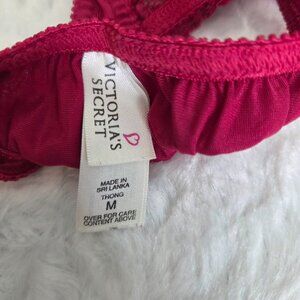 VICTORIA'S
SECRET
MADE IN
SRI LANKA
THONG
M
OVER FOR CARE
CONTENT ABOVE